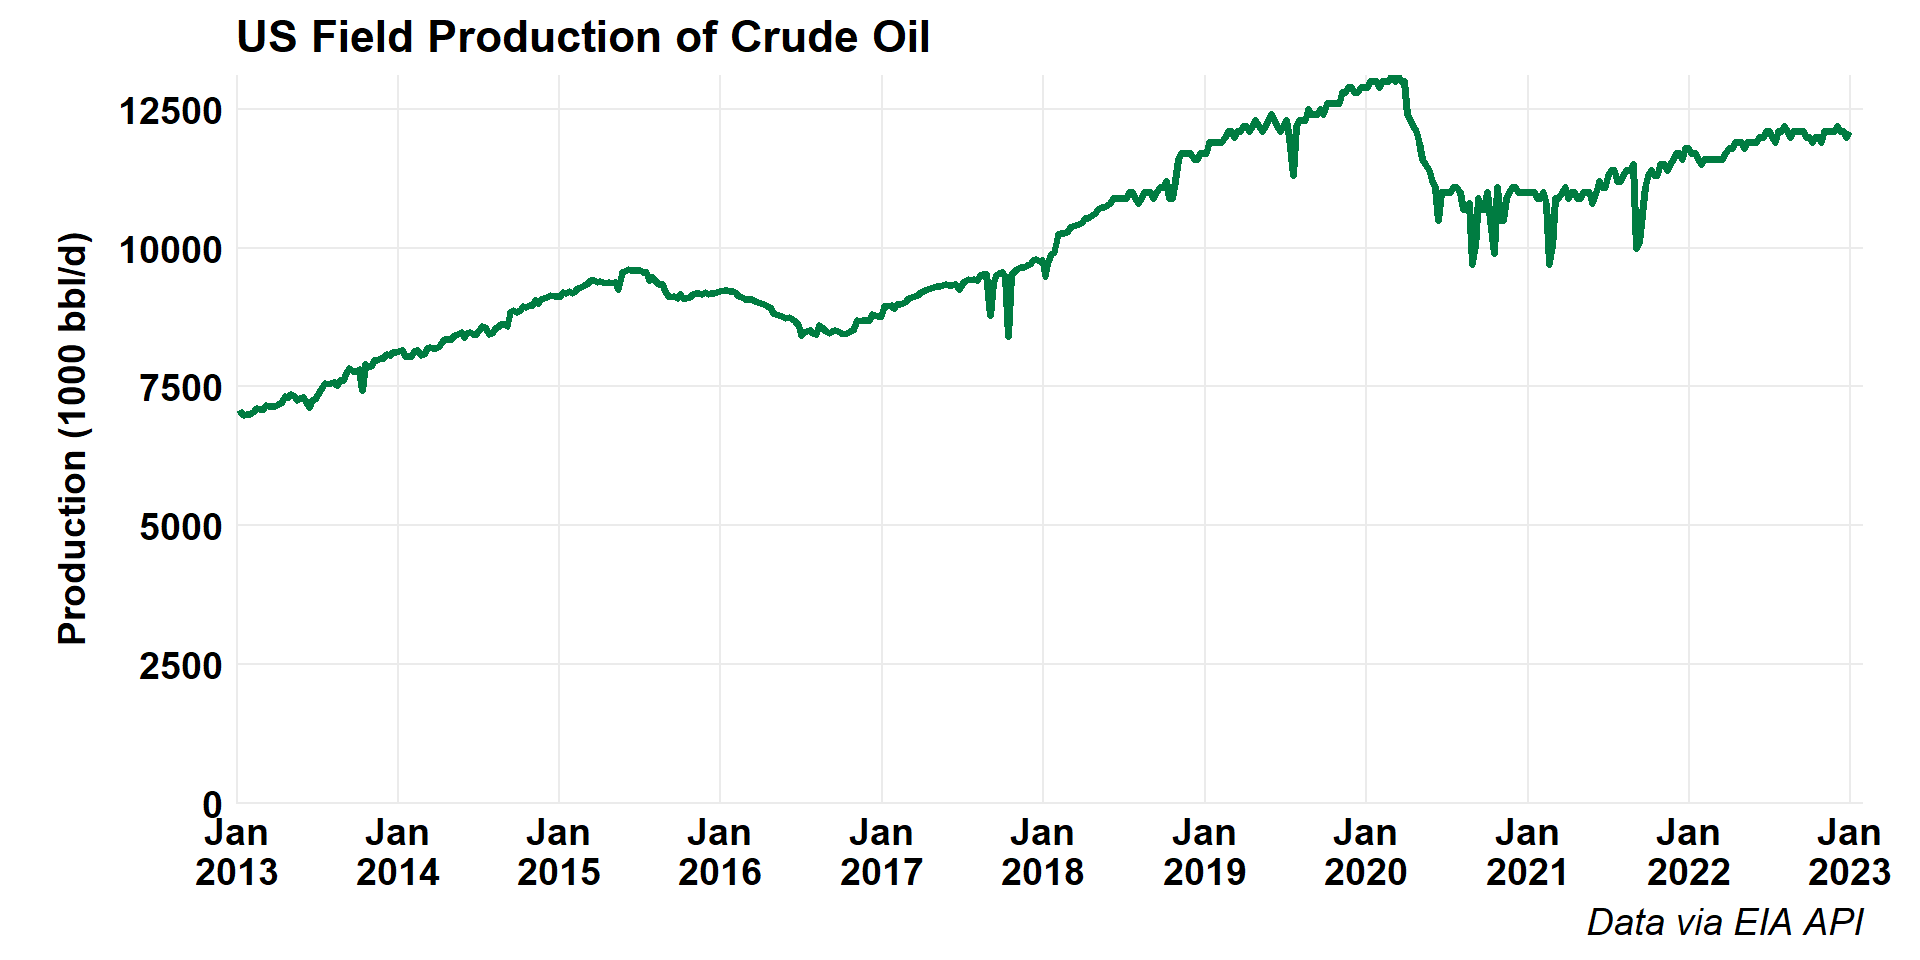 US Field Production of Crude Oil
Production (1000 bbl/d)
12500
10000
7500
5000
2500
0
Jan Jan Jan Jan Jan Jan Jan Jan Jan Jan Jan
2013 2014 2015 2016 2017 2018 2019 2020 2021 2022 2023
Data via EIA API